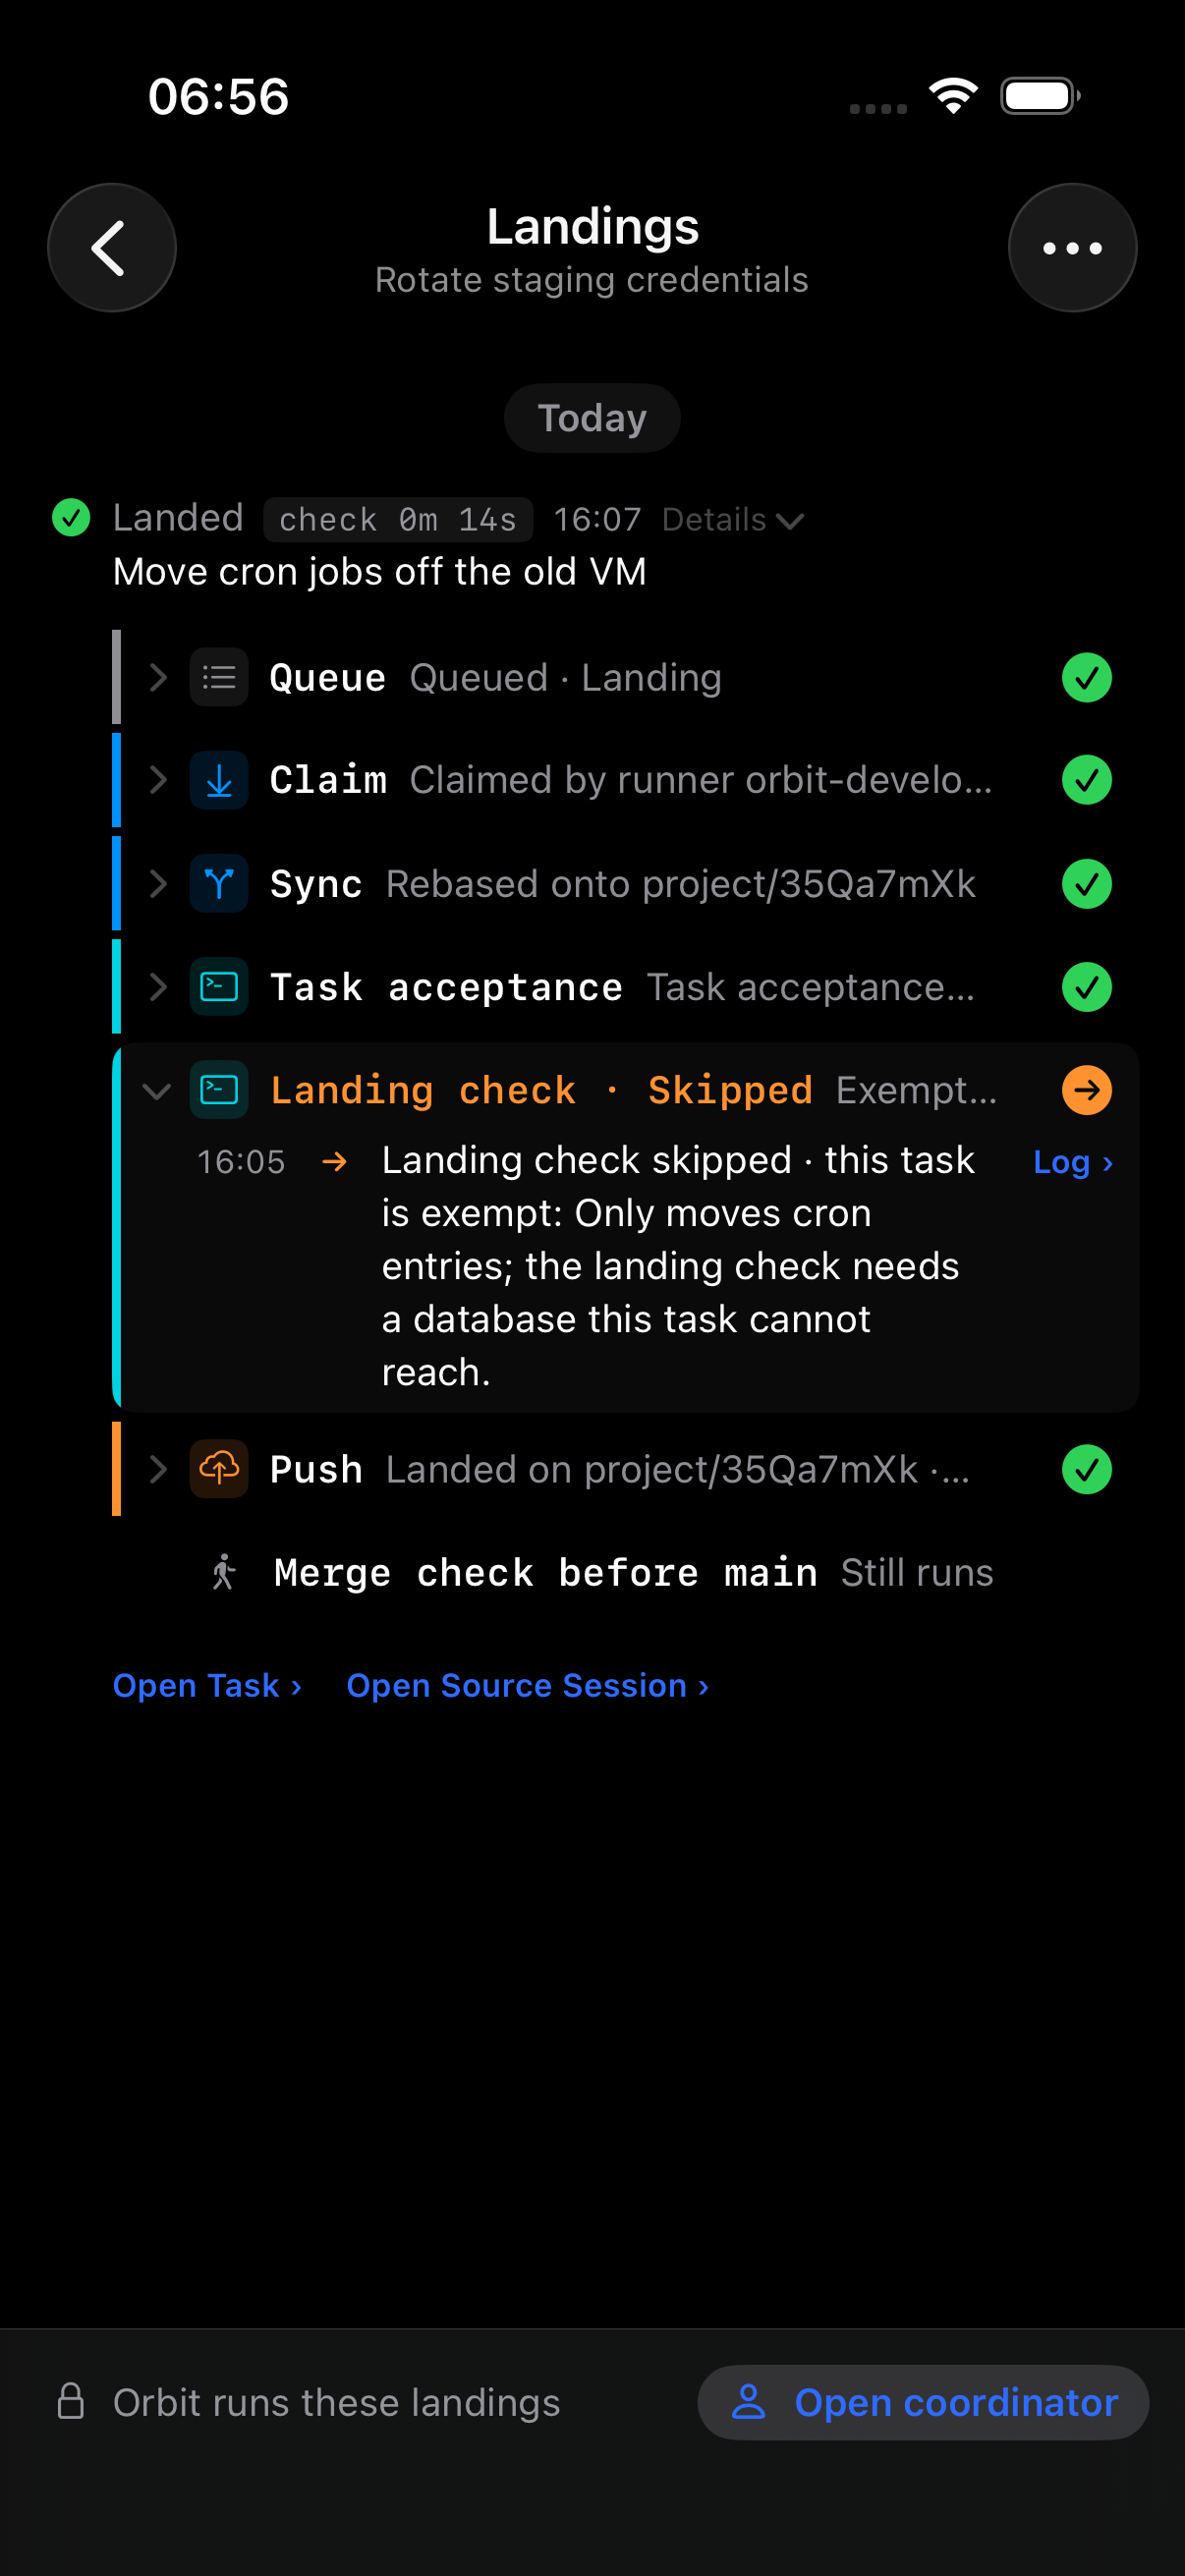 06:56
Landings
Rotate staging credentials
Today
Landed check 0m 14s 16:07 Details
Move cron jobs off the old VM
Queue Queued · Landing
Claim Claimed by runner orbit-develo...
Sync Rebased onto project/35Qa7mXk
Task acceptance Task acceptance...
Landing check · Skipped Exempt...
16:05 → Landing check skipped · this task Log ›
is exempt: Only moves cron
entries; the landing check needs
a database this task cannot
reach.
Push Landed on project/35Qa7mXk ·...
Merge check before main Still runs
Open Task › Open Source Session ›
Orbit runs these landings Open coordinator